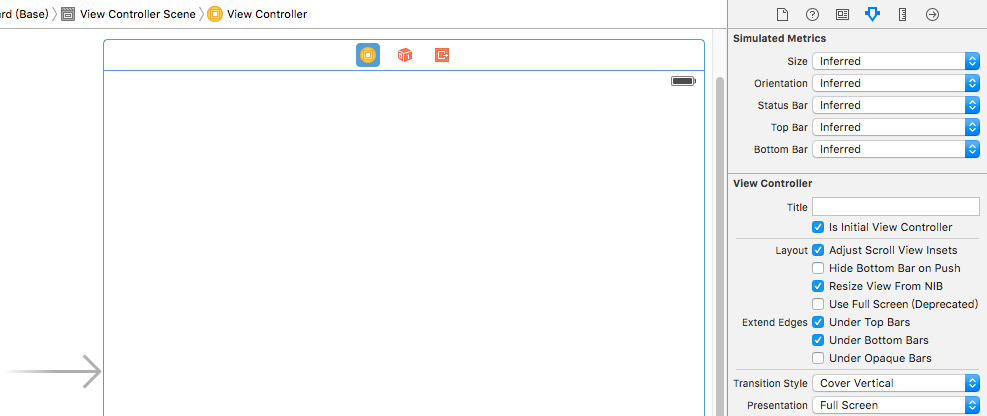 rd (Base) View Controller Scene View Controller
Simulated Metrics
Size Inferred
Orientation Inferred
Status Bar Inferred
Top Bar Inferred
Bottom Bar Inferred
View Controller
Title
Is Initial View Controller
Layout Adjust Scroll View Insets
Hide Bottom Bar on Push
Resize View From NIB
Use Full Screen (Deprecated)
Extend Edges Under Top Bars
Under Bottom Bars
Under Opaque Bars
Transition Style Cover Vertical
Presentation Full Screen